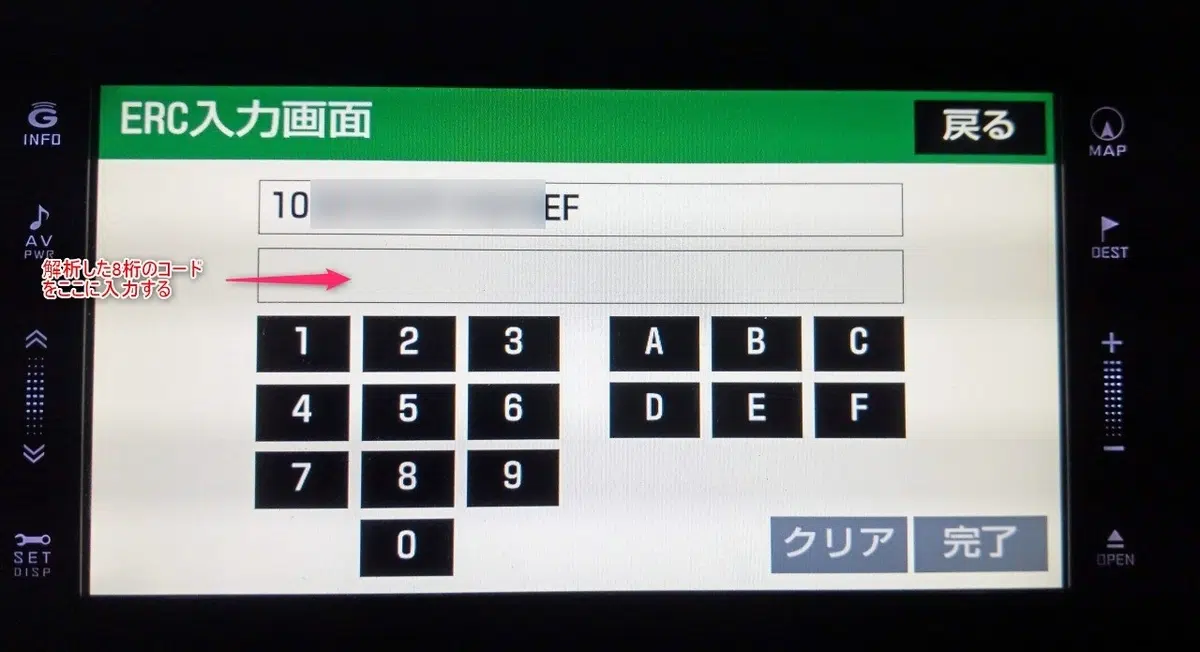 ERC入力画面
戻る
G
INFO
MAP
10
EF
AV
PWR
DEST
解析した8桁のコード
をここに入力する
1 2 3 A B C
4 5 6 D E F
7 8 9
0
クリア 完了
SET
DISP
OPEN